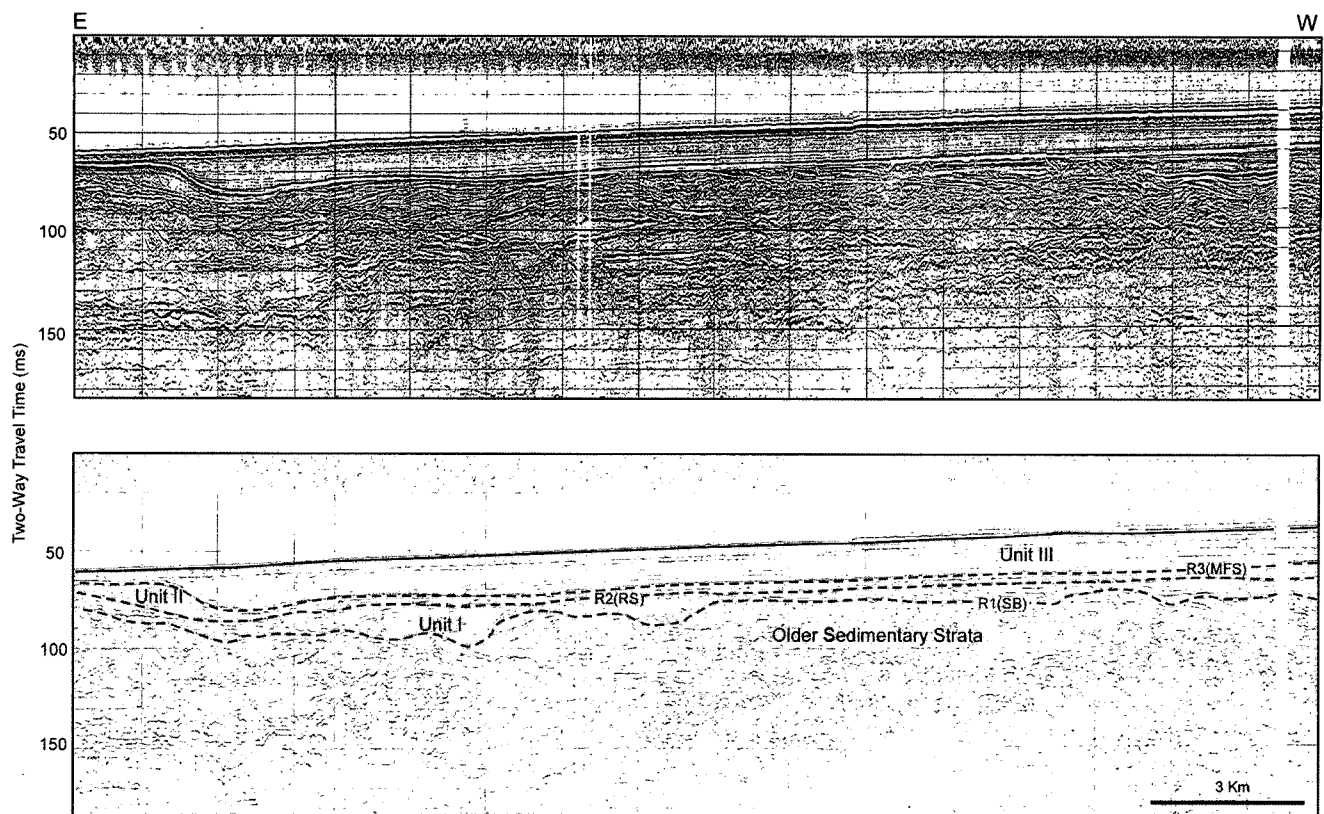 E
W
50
100
150
Two-Way Travel Time (ms)
50
Unit III
R3(MFS)
Unit II
R2(RS)
R1(SB)
Unit I
Older Sedimentary Strata
100
150
3 Km